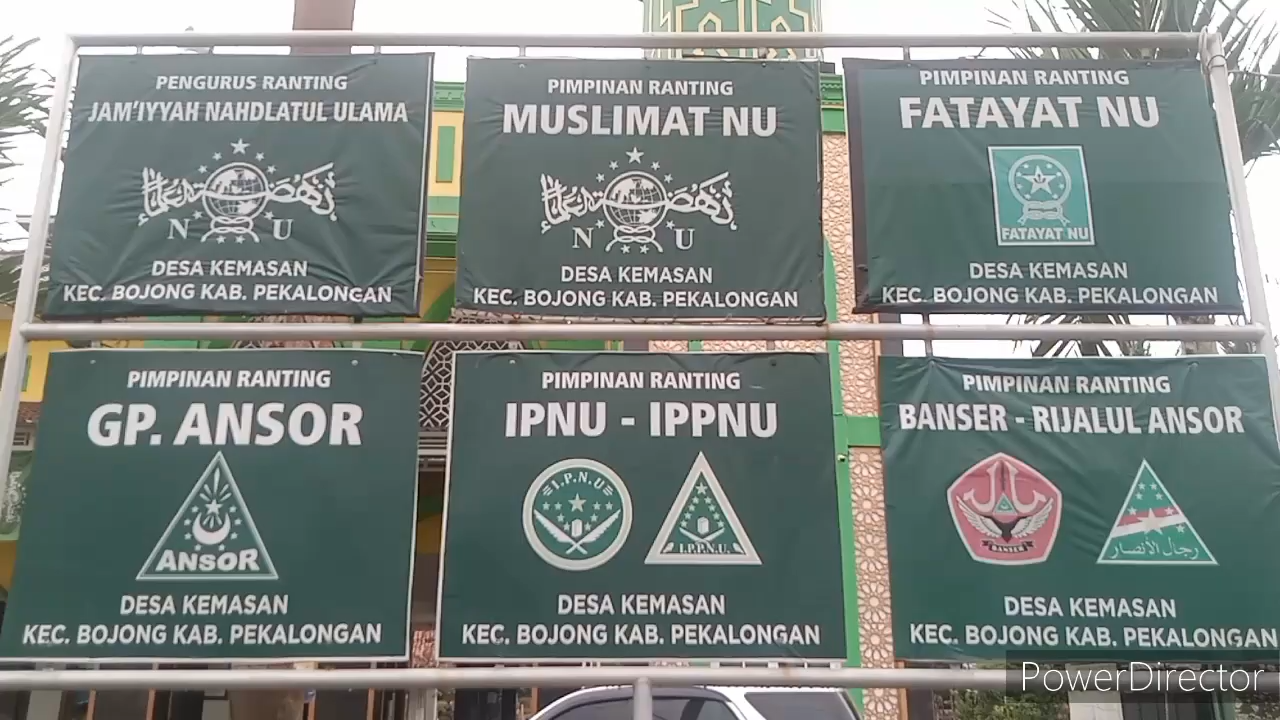 PENGURUS RANTING
JAM'IYYAH NAHDLATUL ULAMA
N U
DESA KEMASAN
KEC. BOJONG KAB. PEKALONGAN
PIMPINAN RANTING
MUSLIMAT NU
N U
DESA KEMASAN
KEC. BOJONG KAB. PEKALONGAN
PIMPINAN RANTING
FATAYAT NU
FATAYAT NU
DESA KEMASAN
KEC. BOJONG KAB. PEKALONGAN
PIMPINAN RANTING
GP. ANSOR
ANSOR
DESA KEMASAN
KEC. BOJONG KAB. PEKALONGAN
PIMPINAN RANTING
IPNU - IPPNU
I.P.N.U
I.P.P.N.U.
DESA KEMASAN
KEC. BOJONG KAB. PEKALONGAN
PIMPINAN RANTING
BANSER - RIJALUL ANSOR
BANSER
رجال الأنصار
DESA KEMASAN
KEC. BOJONG KAB. PEKALONGAN
PowerDirector